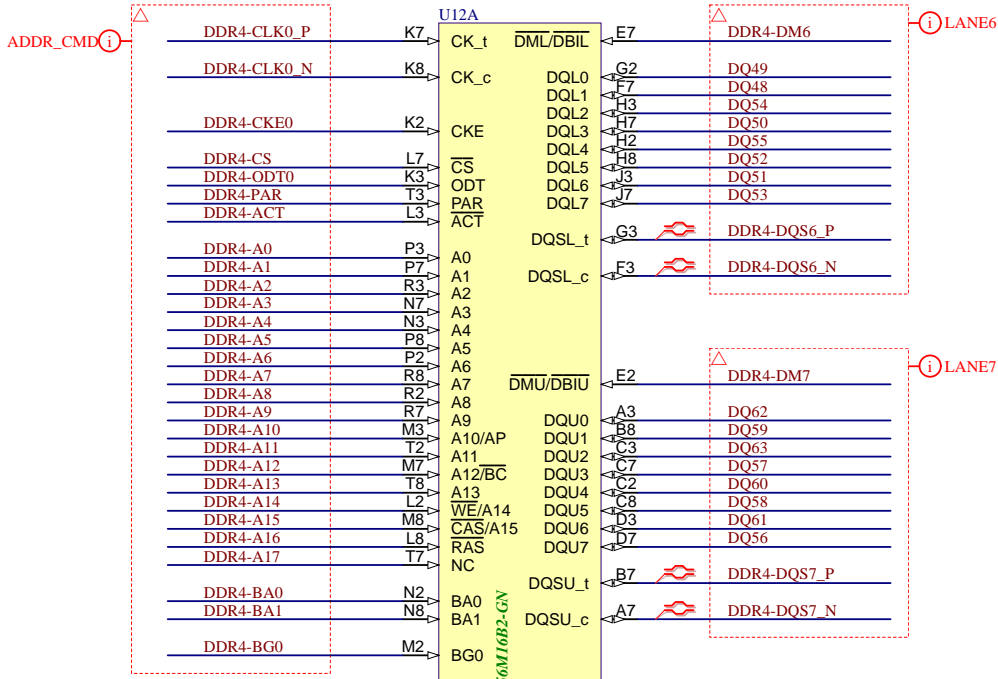 U12A
ADDR_CMD i
i LANE6
DDR4-CLK0_P K7 CK_t DML/DBIL E7 DDR4-DM6
DDR4-CLK0_N K8 CK_c DQL0 G2 DQ49
DQL1 F7 DQ48
DQL2 H3 DQ54
DDR4-CKE0 K2 CKE DQL3 H7 DQ50
DQL4 H2 DQ55
DDR4-CS L7 CS DQL5 H8 DQ52
DDR4-ODT0 K3 ODT DQL6 J3 DQ51
DDR4-PAR T3 PAR DQL7 J7 DQ53
DDR4-ACT L3 ACT
DQSL_t G3 DDR4-DQS6_P
DDR4-A0 P3 A0
DDR4-A1 P7 A1 DQSL_c F3 DDR4-DQS6_N
DDR4-A2 R3 A2
DDR4-A3 N7 A3
DDR4-A4 N3 A4
DDR4-A5 P8 A5
DDR4-A6 P2 A6
i LANE7
DDR4-A7 R8 A7 DMU/DBIU E2 DDR4-DM7
DDR4-A8 R2 A8
DDR4-A9 R7 A9 DQU0 A3 DQ62
DDR4-A10 M3 A10/AP DQU1 B8 DQ59
DDR4-A11 T2 A11 DQU2 C3 DQ63
DDR4-A12 M7 A12/BC DQU3 C7 DQ57
DDR4-A13 T8 A13 DQU4 C2 DQ60
DDR4-A14 L2 WE/A14 DQU5 C8 DQ58
DDR4-A15 M8 CAS/A15 DQU6 D3 DQ61
DDR4-A16 L8 RAS DQU7 D7 DQ56
DDR4-A17 T7 NC
DQSU_t B7 DDR4-DQS7_P
DDR4-BA0 N2 BA0
DDR4-BA1 N8 BA1 DQSU_c A7 DDR4-DQS7_N
DDR4-BG0 M2 BG0
6M16B2-GN